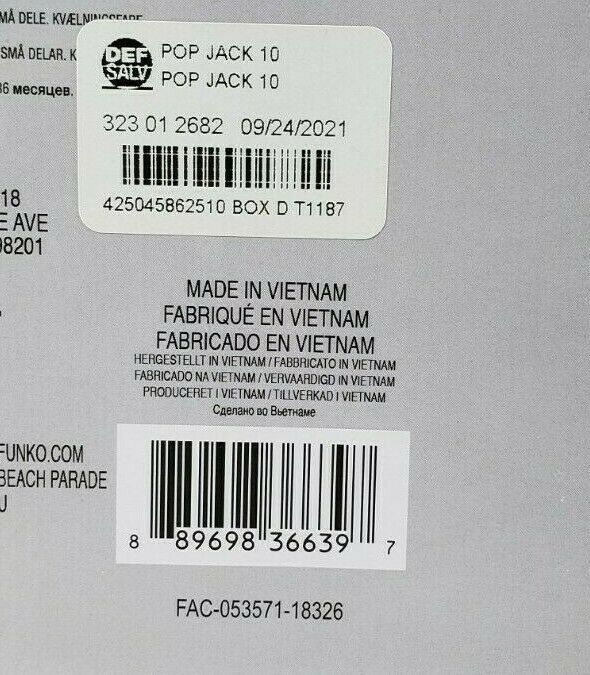 MÅ DELE. KVÆLNINGSFARE
SMÅ DELAR. K
36 месяцев.
DEF
SALV
POP JACK 10
POP JACK 10
323 01 2682 09/24/2021
425045862510 BOX D T1187
18
E AVE
98201
MADE IN VIETNAM
FABRIQUÉ EN VIETNAM
FABRICADO EN VIETNAM
HERGESTELLT IN VIETNAM / FABBRICATO IN VIETNAM
FABRICADO NA VIETNAM / VERVAARDIGD IN VIETNAM
PRODUCERET I VIETNAM / TILLVERKAD I VIETNAM
Сделано во Вьетнаме
FUNKO.COM
BEACH PARADE
U
8 89698 36639 7
FAC-053571-18326